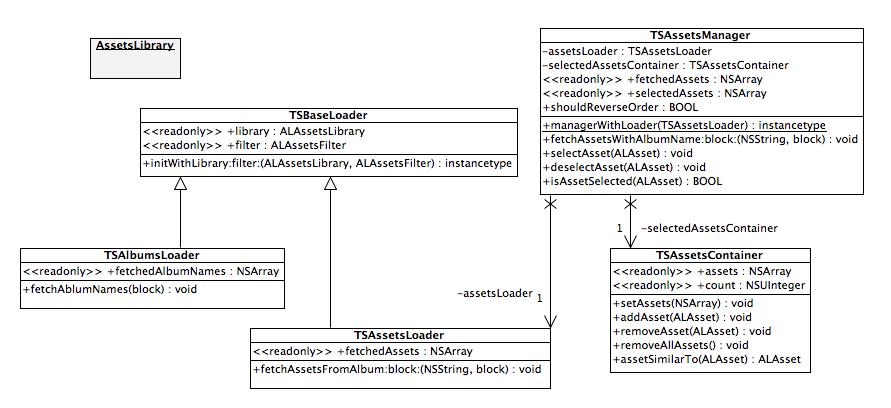 AssetsLibrary
TSBaseLoader
<<readonly>> +library : ALAssetsLibrary
<<readonly>> +filter : ALAssetsFilter
+initWithLibrary:filter:(ALAssetsLibrary, ALAssetsFilter) : instancetype
TSAssetsManager
-assetsLoader : TSAssetsLoader
-selectedAssetsContainer : TSAssetsContainer
<<readonly>> +fetchedAssets : NSArray
<<readonly>> +selectedAssets : NSArray
+shouldReverseOrder : BOOL
+managerWithLoader(TSAssetsLoader) : instancetype
+fetchAssetsWithAlbumName:block:(NSString, block) : void
+selectAsset(ALAsset) : void
+deselectAsset(ALAsset) : void
+isAssetSelected(ALAsset) : BOOL
1
-selectedAssetsContainer
TSAlbumsLoader
<<readonly>> +fetchedAlbumNames : NSArray
+fetchAblumNames(block) : void
TSAssetsContainer
<<readonly>> +assets : NSArray
<<readonly>> +count : NSUInteger
+setAssets(NSArray) : void
+addAsset(ALAsset) : void
+removeAsset(ALAsset) : void
+removeAllAssets() : void
+assetSimilarTo(ALAsset) : ALAsset
-assetsLoader
1
TSAssetsLoader
<<readonly>> +fetchedAssets : NSArray
+fetchAssetsFromAlbum:block:(NSString, block) : void